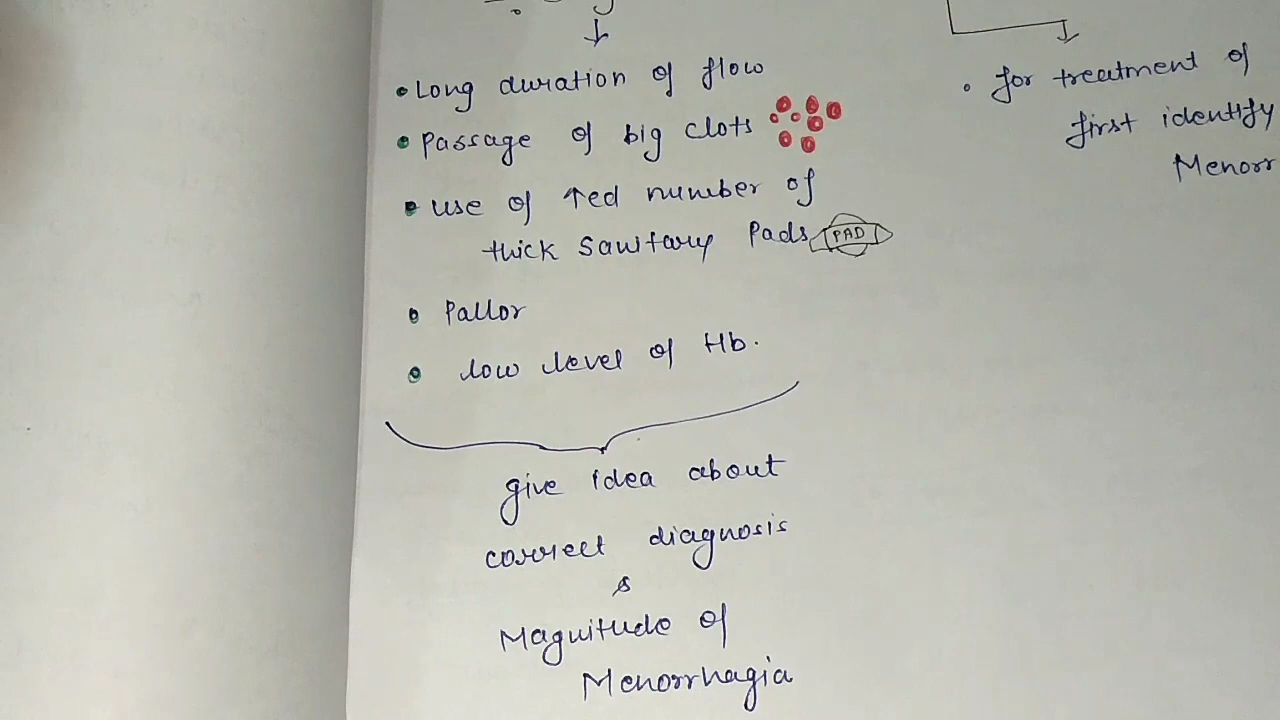 • Long duration of flow
• Passage of big clots
• use of ↑ed number of
thick Sanitary Pads
PAD
• Pallor
• low level of Hb.
give idea about
correct diagnosis
&
Magnitude of
Menorrhagia
• for treatment of
first identify
Menorr